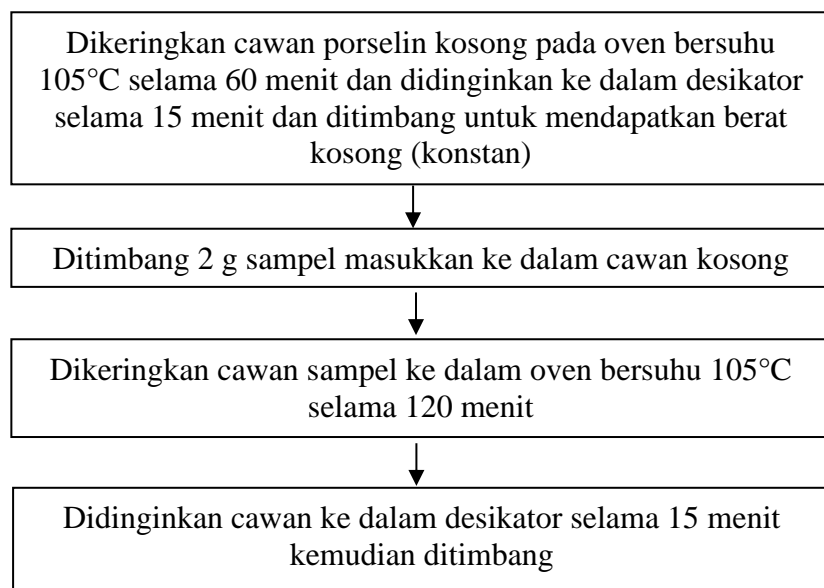 Dikeringkan cawan porselin kosong pada oven bersuhu
105°C selama 60 menit dan didinginkan ke dalam desikator
selama 15 menit dan ditimbang untuk mendapatkan berat
kosong (konstan)
Ditimbang 2 g sampel masukkan ke dalam cawan kosong
Dikeringkan cawan sampel ke dalam oven bersuhu 105°C
selama 120 menit
Didinginkan cawan ke dalam desikator selama 15 menit
kemudian ditimbang